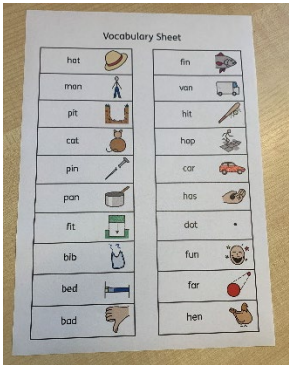 Vocabulary Sheet
hat
man
pit
cat
pin
pan
fit
bib
bed
bad
fin
van
hit
hop
car
has
dot
fun
far
hen